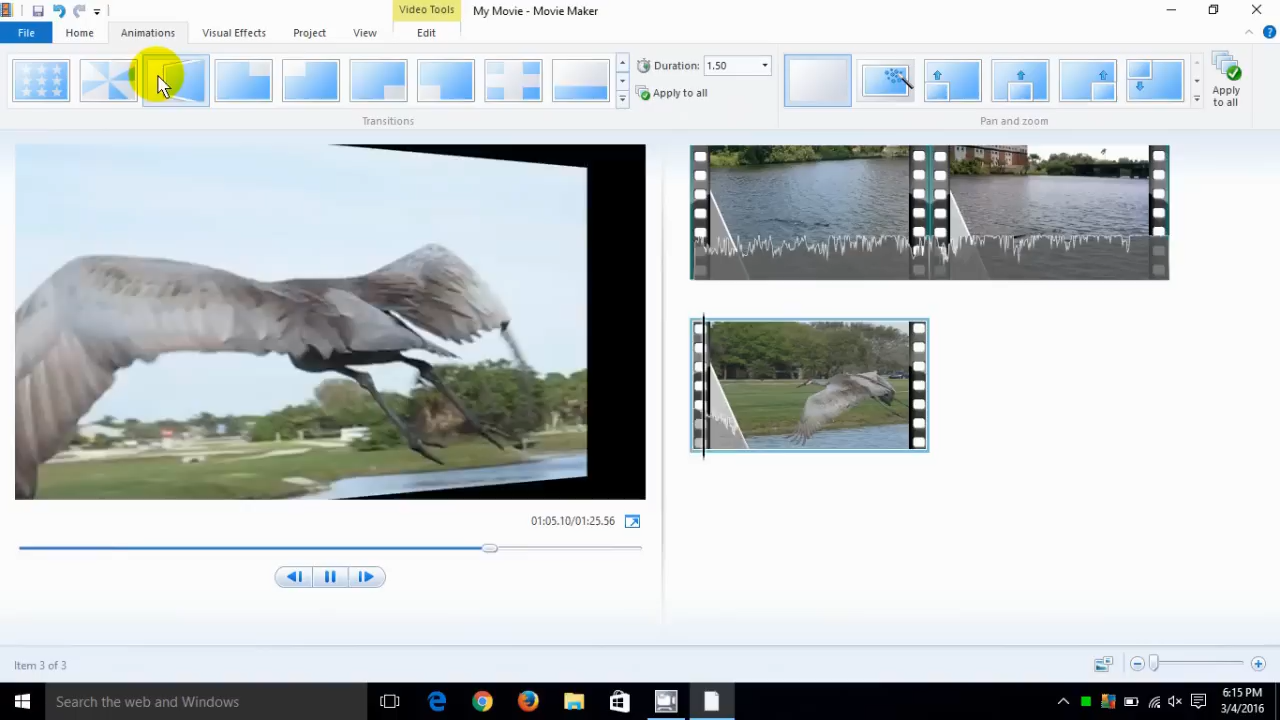 Video Tools
My Movie - Movie Maker
File
Home
Animations
Visual Effects
Project
View
Edit
Duration:
1.50
Apply to all
Apply
to all
Transitions
Pan and zoom
01:05.10/01:25.56
Item 3 of 3
Search the web and Windows
6:15 PM
3/4/2016